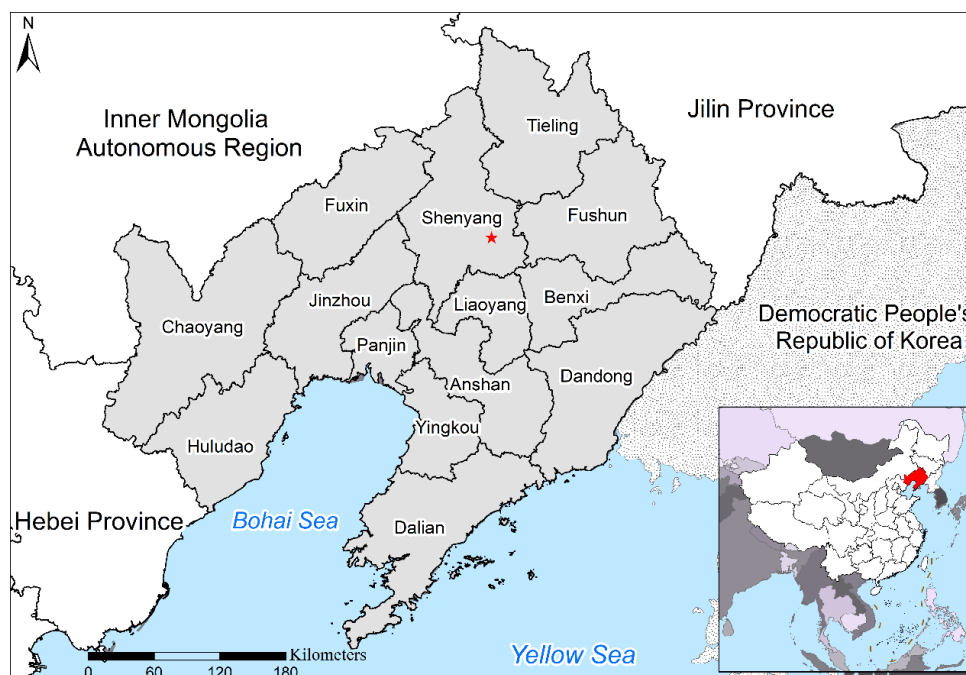 N
Inner Mongolia
Autonomous Region
Jilin Province
Tieling
Fuxin
Shenyang
Fushun
Chaoyang
Jinzhou
Liaoyang
Benxi
Panjin
Anshan
Dandong
Democratic People's
Republic of Korea
Huludao
Yingkou
Hebei Province
Bohai Sea
Dalian
Yellow Sea
Kilometers
0 60 120 180